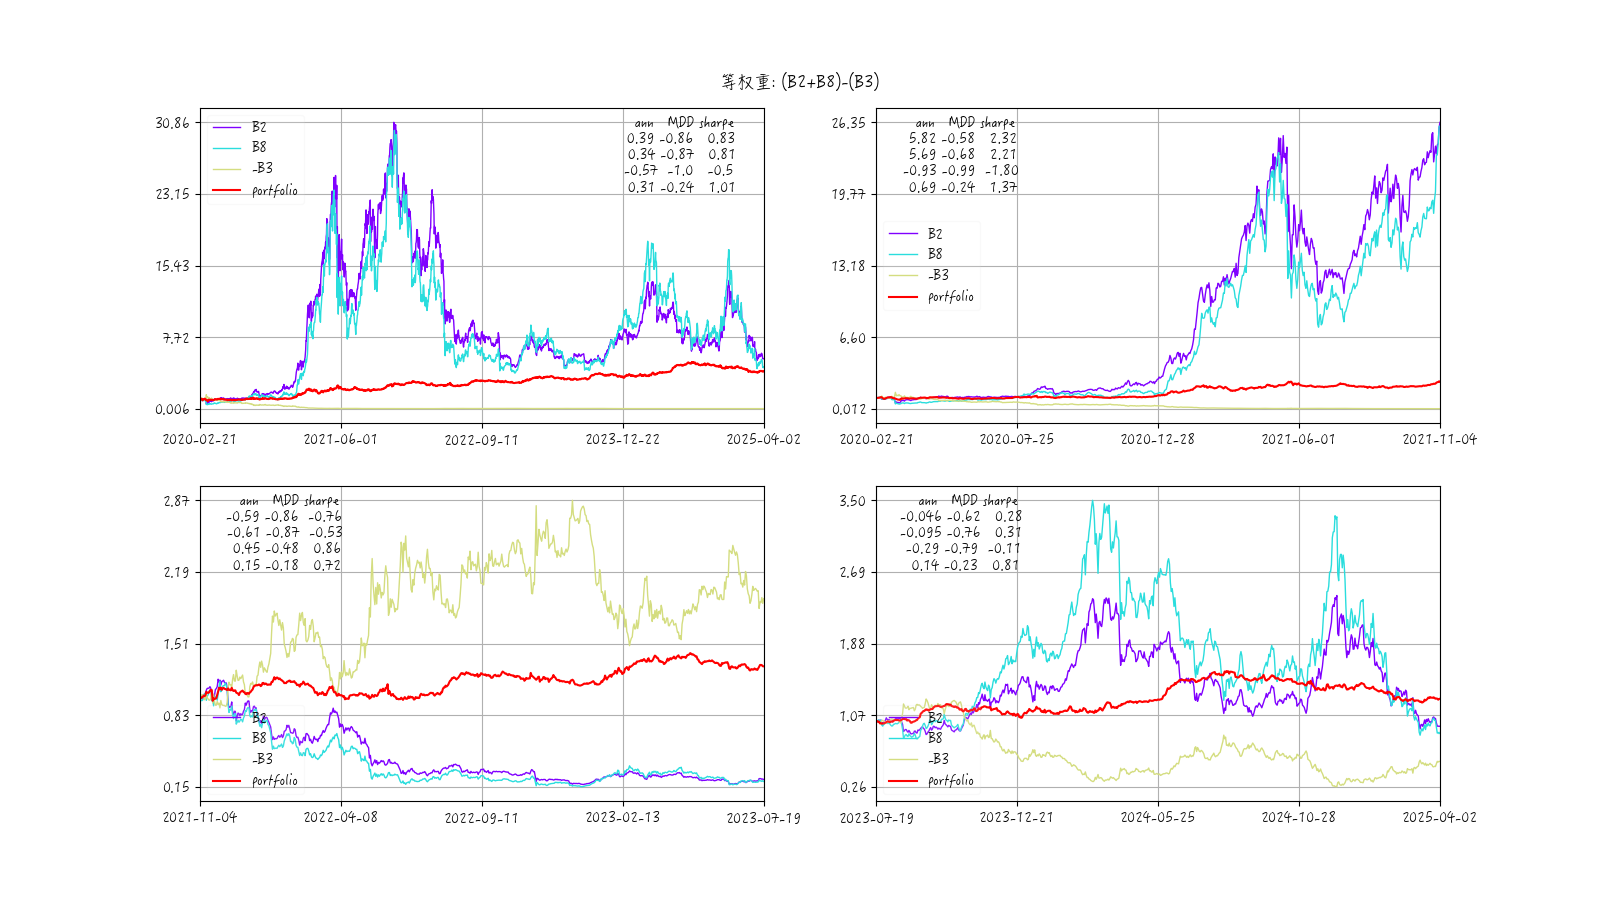 等权重: (B2+B8)-(B3)
30.86
23.15
15.43
7.72
0.006
B2
B8
-B3
portfolio
ann MDD sharpe
0.39 -0.86 0.83
0.34 -0.87 0.81
-0.57 -1.0 -0.5
0.31 -0.24 1.01
2020-02-21 2021-06-01 2022-09-11 2023-12-22 2025-04-02
26.35
19.77
13.18
6.60
0.012
ann MDD sharpe
5.82 -0.58 2.32
5.69 -0.68 2.21
-0.93 -0.99 -1.80
0.69 -0.24 1.37
B2
B8
-B3
portfolio
2020-02-21 2020-07-25 2020-12-28 2021-06-01 2021-11-04
2.87
2.19
1.51
0.83
0.15
ann MDD sharpe
-0.59 -0.86 -0.76
-0.61 -0.87 -0.53
0.45 -0.48 0.86
0.15 -0.18 0.72
B2
B8
-B3
portfolio
2021-11-04 2022-04-08 2022-09-11 2023-02-13 2023-07-19
3.50
2.69
1.88
1.07
0.26
ann MDD sharpe
-0.046 -0.62 0.28
-0.095 -0.76 0.31
-0.29 -0.79 -0.11
0.14 -0.23 0.81
B2
B8
-B3
portfolio
2023-07-19 2023-12-21 2024-05-25 2024-10-28 2025-04-02